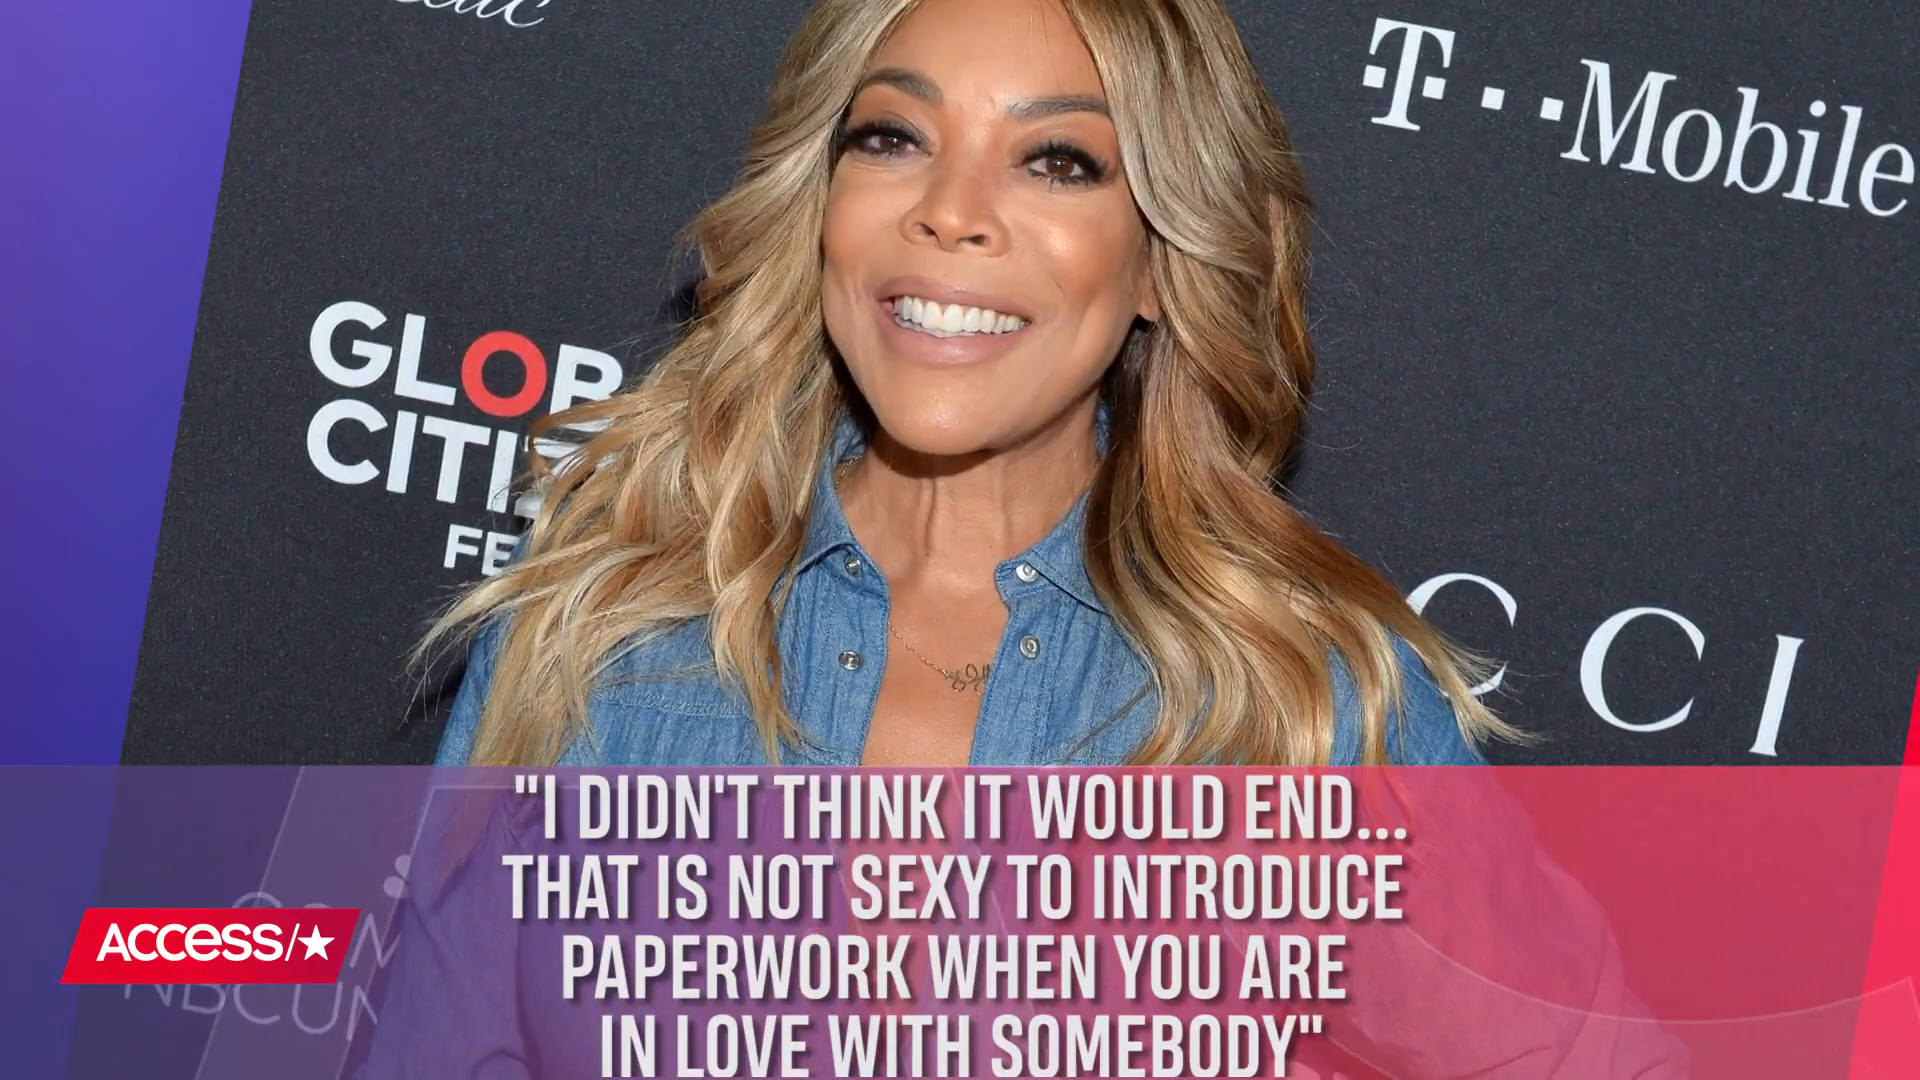 T··Mobile
GLOB
CITI
FE
CCI
"I DIDN'T THINK IT WOULD END...
THAT IS NOT SEXY TO INTRODUCE
PAPERWORK WHEN YOU ARE
IN LOVE WITH SOMEBODY"
ACCESS/★
NBCUN